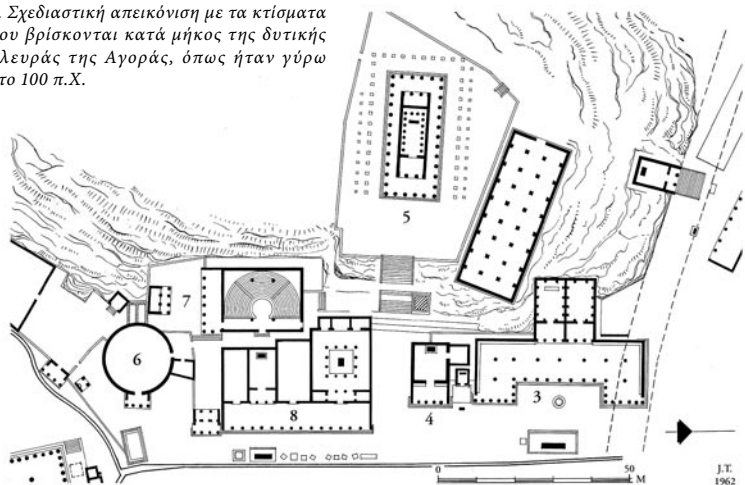 . Σχεδιαστική απεικόνιση με τα κτίσματα
ου βρίσκονται κατά μήκος της δυτικής
λευράς της Αγοράς, όπως ήταν γύρω
το 100 π.Χ.
5
7
6
8
4
3
0 50 M
J.T.
1962